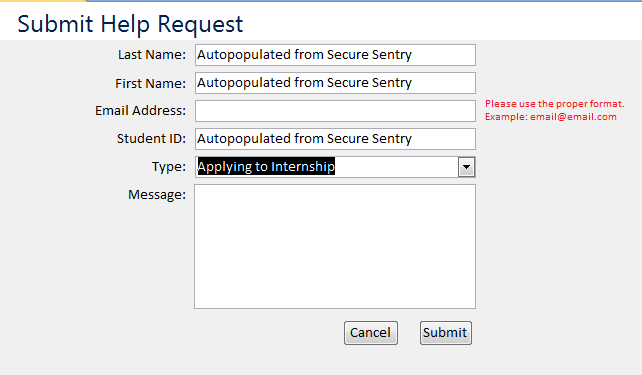 Submit Help Request
Last Name: Autopopulated from Secure Sentry
First Name: Autopopulated from Secure Sentry
Email Address: Please use the proper format.
Example: email@email.com
Student ID: Autopopulated from Secure Sentry
Type: Applying to Internship
Message:
Cancel Submit